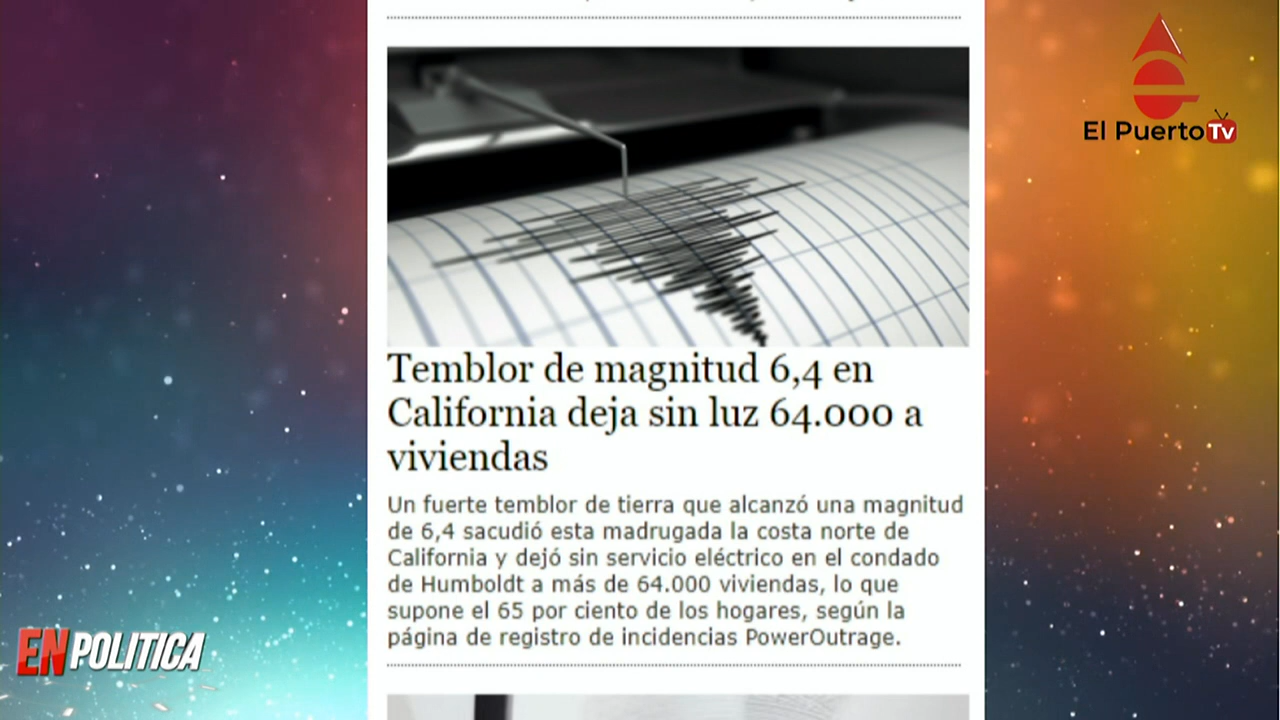 El Puerto Tv
Temblor de magnitud 6,4 en
California deja sin luz 64.000 a
viviendas
Un fuerte temblor de tierra que alcanzó una magnitud
de 6,4 sacudió esta madrugada la costa norte de
California y dejó sin servicio eléctrico en el condado
de Humboldt a más de 64.000 viviendas, lo que
supone el 65 por ciento de los hogares, según la
página de registro de incidencias PowerOutrage.
EN POLITICA